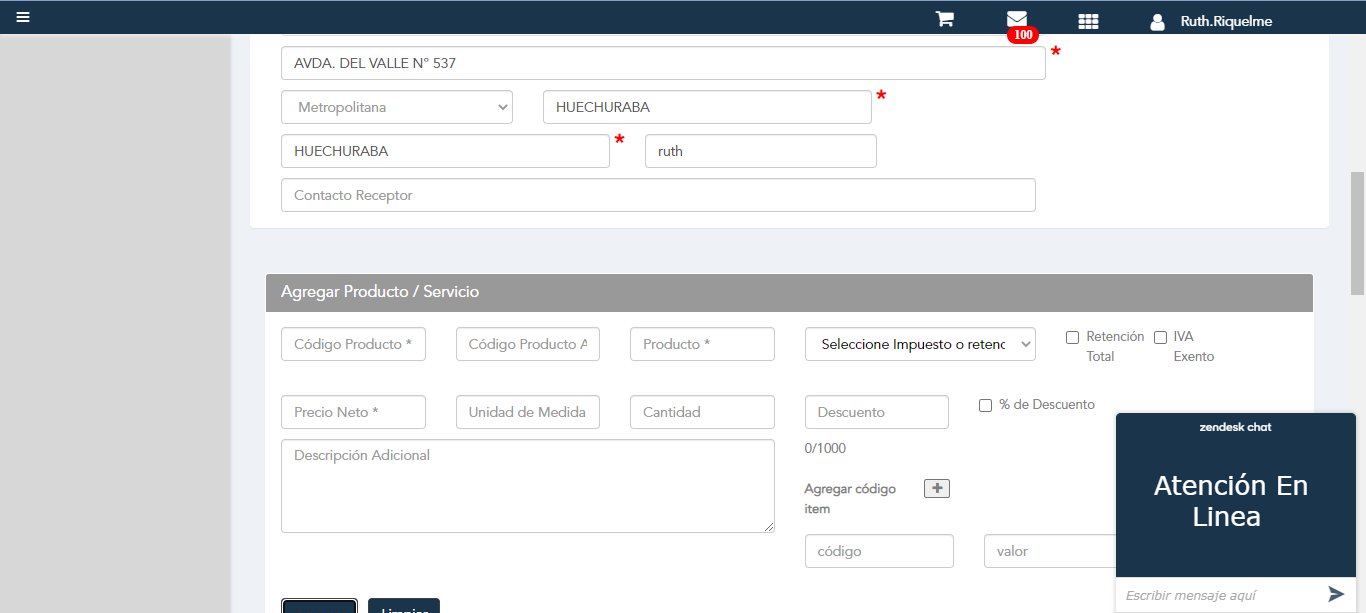 Ruth.Riquelme
100
AVDA. DEL VALLE N° 537 *
Metropolitana HUECHURABA *
HUECHURABA * ruth
Contacto Receptor
Agregar Producto / Servicio
Código Producto * Código Producto A Producto * Seleccione Impuesto o retenc Retención Total IVA Exento
Precio Neto * Unidad de Medida Cantidad Descuento % de Descuento
Descripción Adicional
0/1000
Agregar código
item
código valor
Limpiar
zendesk chat
Atención En
Linea
Escribir mensaje aquí